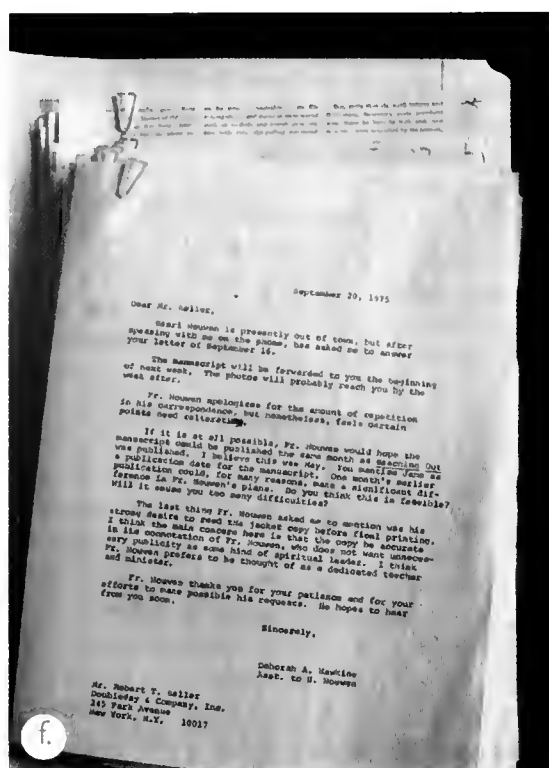 September 20, 1975
Dear Mr. Heller,
Henri Nouwen is presently out of town, but after
speaking with me on the phone, has asked me to answer
your letter of September 16.
The manuscript will be forwarded to you the beginning
of next week. The photos will probably reach you by the
week after.
Fr. Nouwen apologizes for the amount of repetition
in his correspondence, but nonetheless, feels certain
points need reiterating.
If it is at all possible, Fr. Nouwen would hope the
manuscript could be published the same month as Reaching Out
was published. I believe this was May. You mention June as
a publication date for the manuscript. One month's earlier
publication could, for many reasons, make a significant dif-
ference in Fr. Nouwen's plans. Do you think this is feasible?
Will it cause you too many difficulties?
The last thing Fr. Nouwen asked me to mention was his
strong desire to read the jacket copy before final printing.
I think the main concern here is that the copy be accurate
in its connotation of Fr. Nouwen, who does not want unneces-
sary publicity as some kind of spiritual leader. I think
Fr. Nouwen prefers to be thought of as a dedicated teacher
and minister.
Fr. Nouwen thanks you for your patience and for your
efforts to make possible his requests. He hopes to hear
from you soon.
Sincerely,
Deborah A. Hawkins
Asst. to H. Nouwen
Mr. Robert T. Heller
Doubleday & Company, Inc.
245 Park Avenue
New York, N.Y. 10017
f.